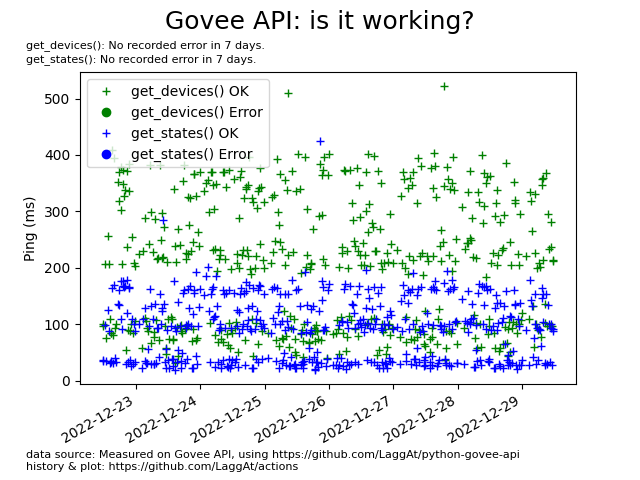 Govee API: is it working?
get_devices(): No recorded error in 7 days.
get_states(): No recorded error in 7 days.
get_devices() OK
get_devices() Error
get_states() OK
get_states() Error
Ping (ms)
500
400
300
200
100
0
2022-12-23
2022-12-24
2022-12-25
2022-12-26
2022-12-27
2022-12-28
2022-12-29
data source: Measured on Govee API, using https://github.com/LaggAt/python-govee-api
history & plot: https://github.com/LaggAt/actions